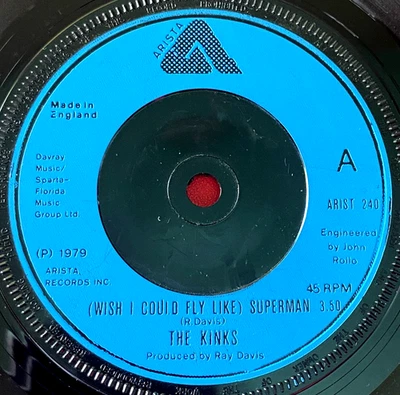 ARISTA
Made in
England
A
Davray
Music/
Sparta-
Florida
Music
Group Ltd.
ARIST 240
Engineered
by John
Rollo
(P) 1979
ARISTA
RECORDS INC.
45 RPM
(WISH I COULD FLY LIKE) SUPERMAN 3.50
(R.Davis)
THE KINKS
Produced by Ray Davis